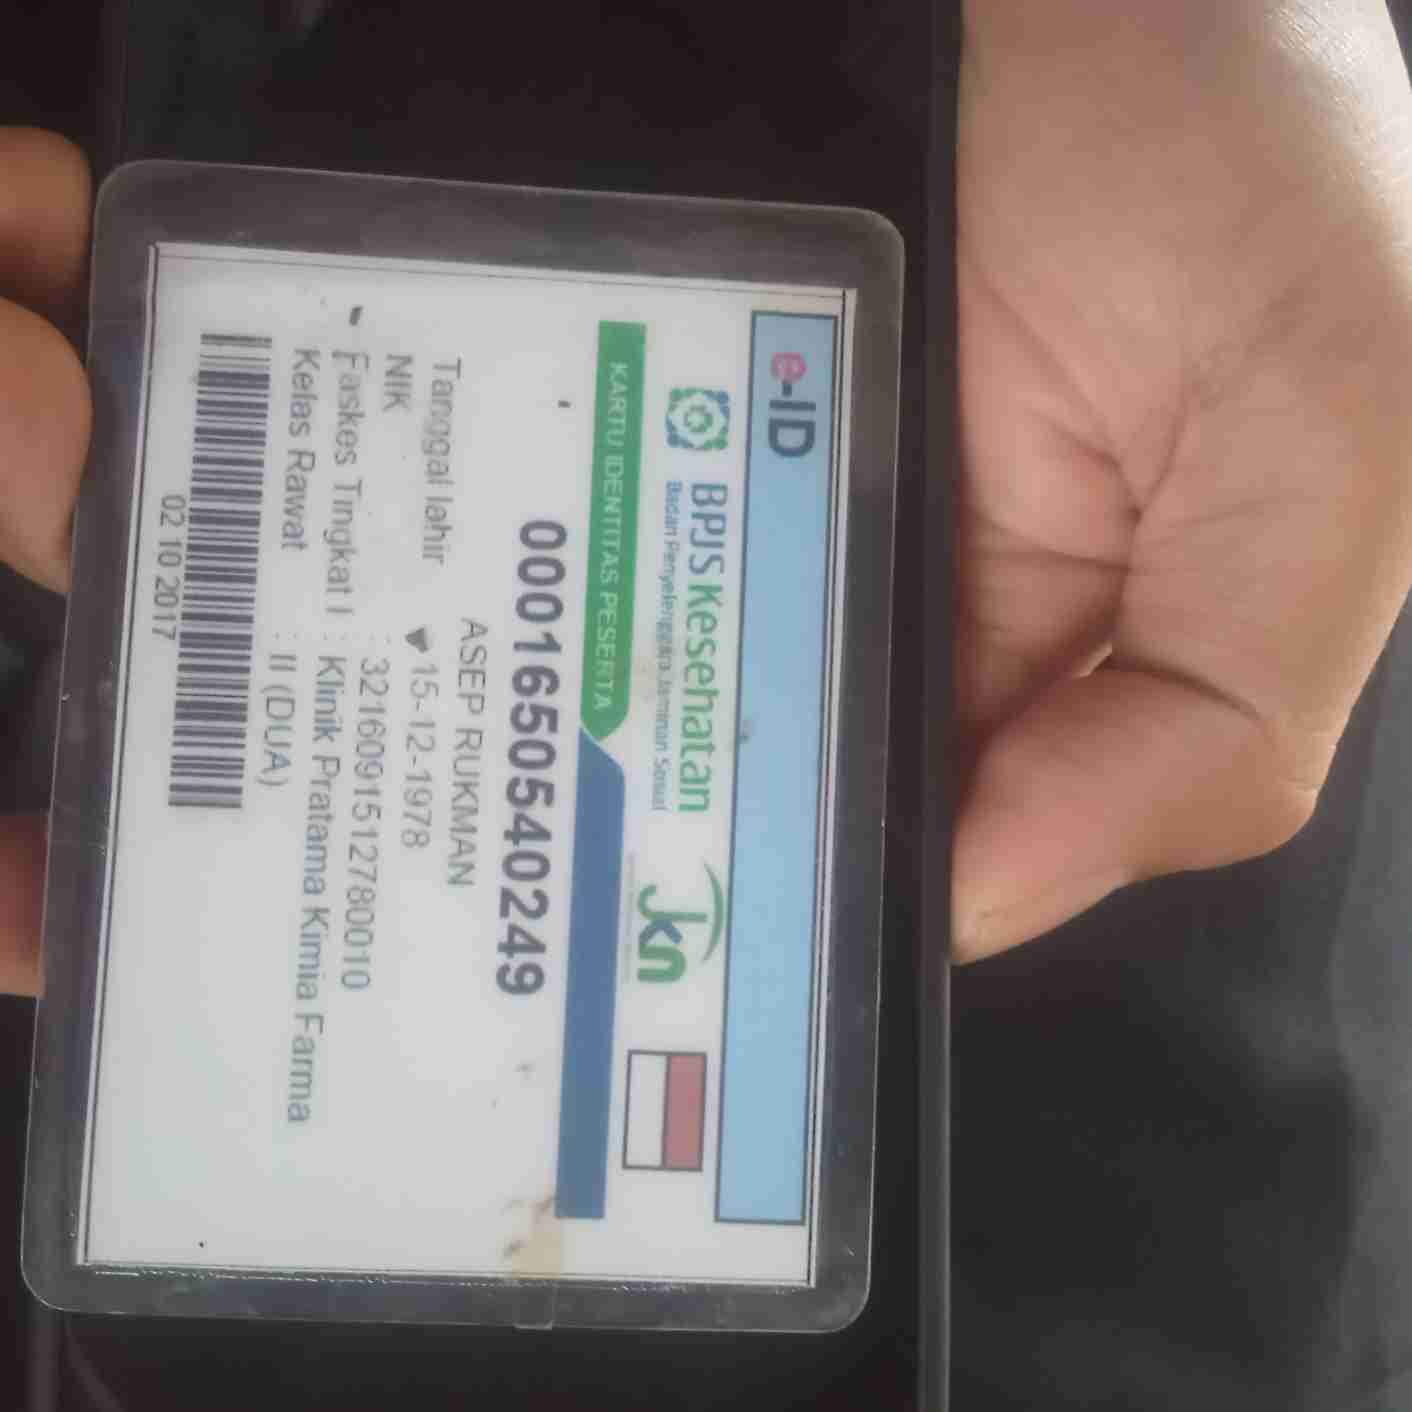 e-ID
BPJS Kesehatan
Badan Penyelenggara Jaminan Sosial
jkn
KARTU IDENTITAS PESERTA
0001650540249
ASEP RUKMAN
Tanggal lahir 15-12-1978
NIK : 3216091512780010
Faskes Tingkat I : Klinik Pratama Kimia Farma
Kelas Rawat : II (DUA)
02 10 2017